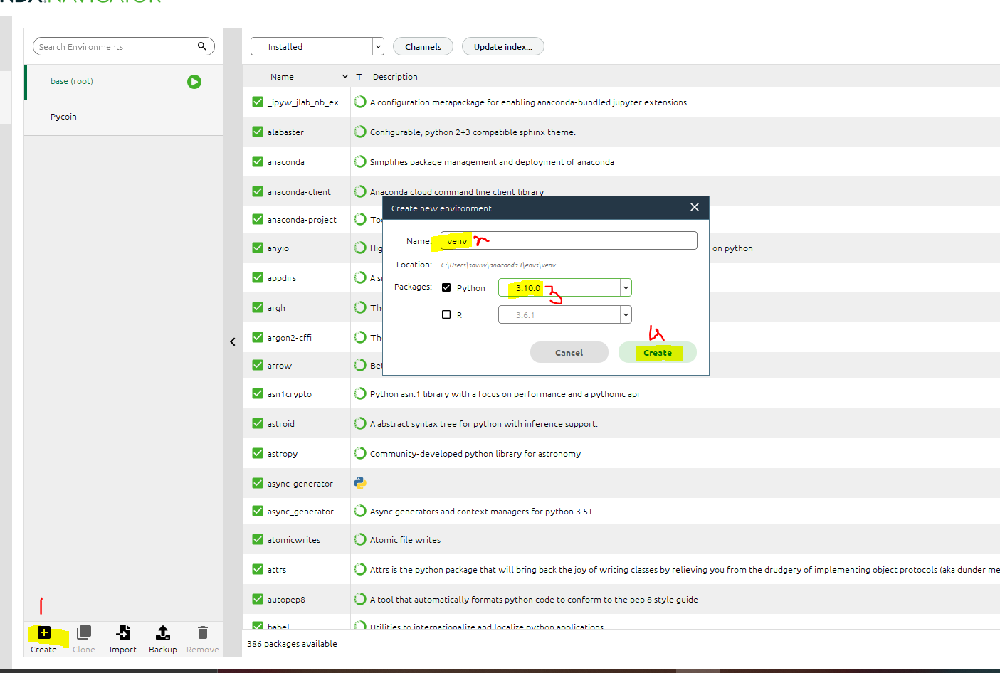 NDA.NAVIGATOR
Search Environments
base (root)
Pycoin
Installed
Channels
Update index...
Name T Description
_ipyw_jlab_nb_ex... A configuration metapackage for enabling anaconda-bundled jupyter extensions
alabaster Configurable, python 2+3 compatible sphinx theme.
anaconda Simplifies package management and deployment of anaconda
anaconda-client Anaconda cloud command line client library
anaconda-project
anyio on python
appdirs
argh
argon2-cffi
arrow
asn1crypto Python asn.1 library with a focus on performance and a pythonic api
astroid A abstract syntax tree for python with inference support.
astropy Community-developed python library for astronomy
async-generator
async_generator Async generators and context managers for python 3.5+
atomicwrites Atomic file writes
attrs Attrs is the python package that will bring back the joy of writing classes by relieving you from the drudgery of implementing object protocols (aka dunder me
autopep8 A tool that automatically formats python code to conform to the pep 8 style guide
babel Utilities to internationalize and localize python applications
386 packages available
Create new environment
Name: venv
Location: C:\Users\soviw\anaconda3\envs\venv
Packages: Python 3.10.0 3
R 3.6.1
Cancel Create
1
Create Clone Import Backup Remove